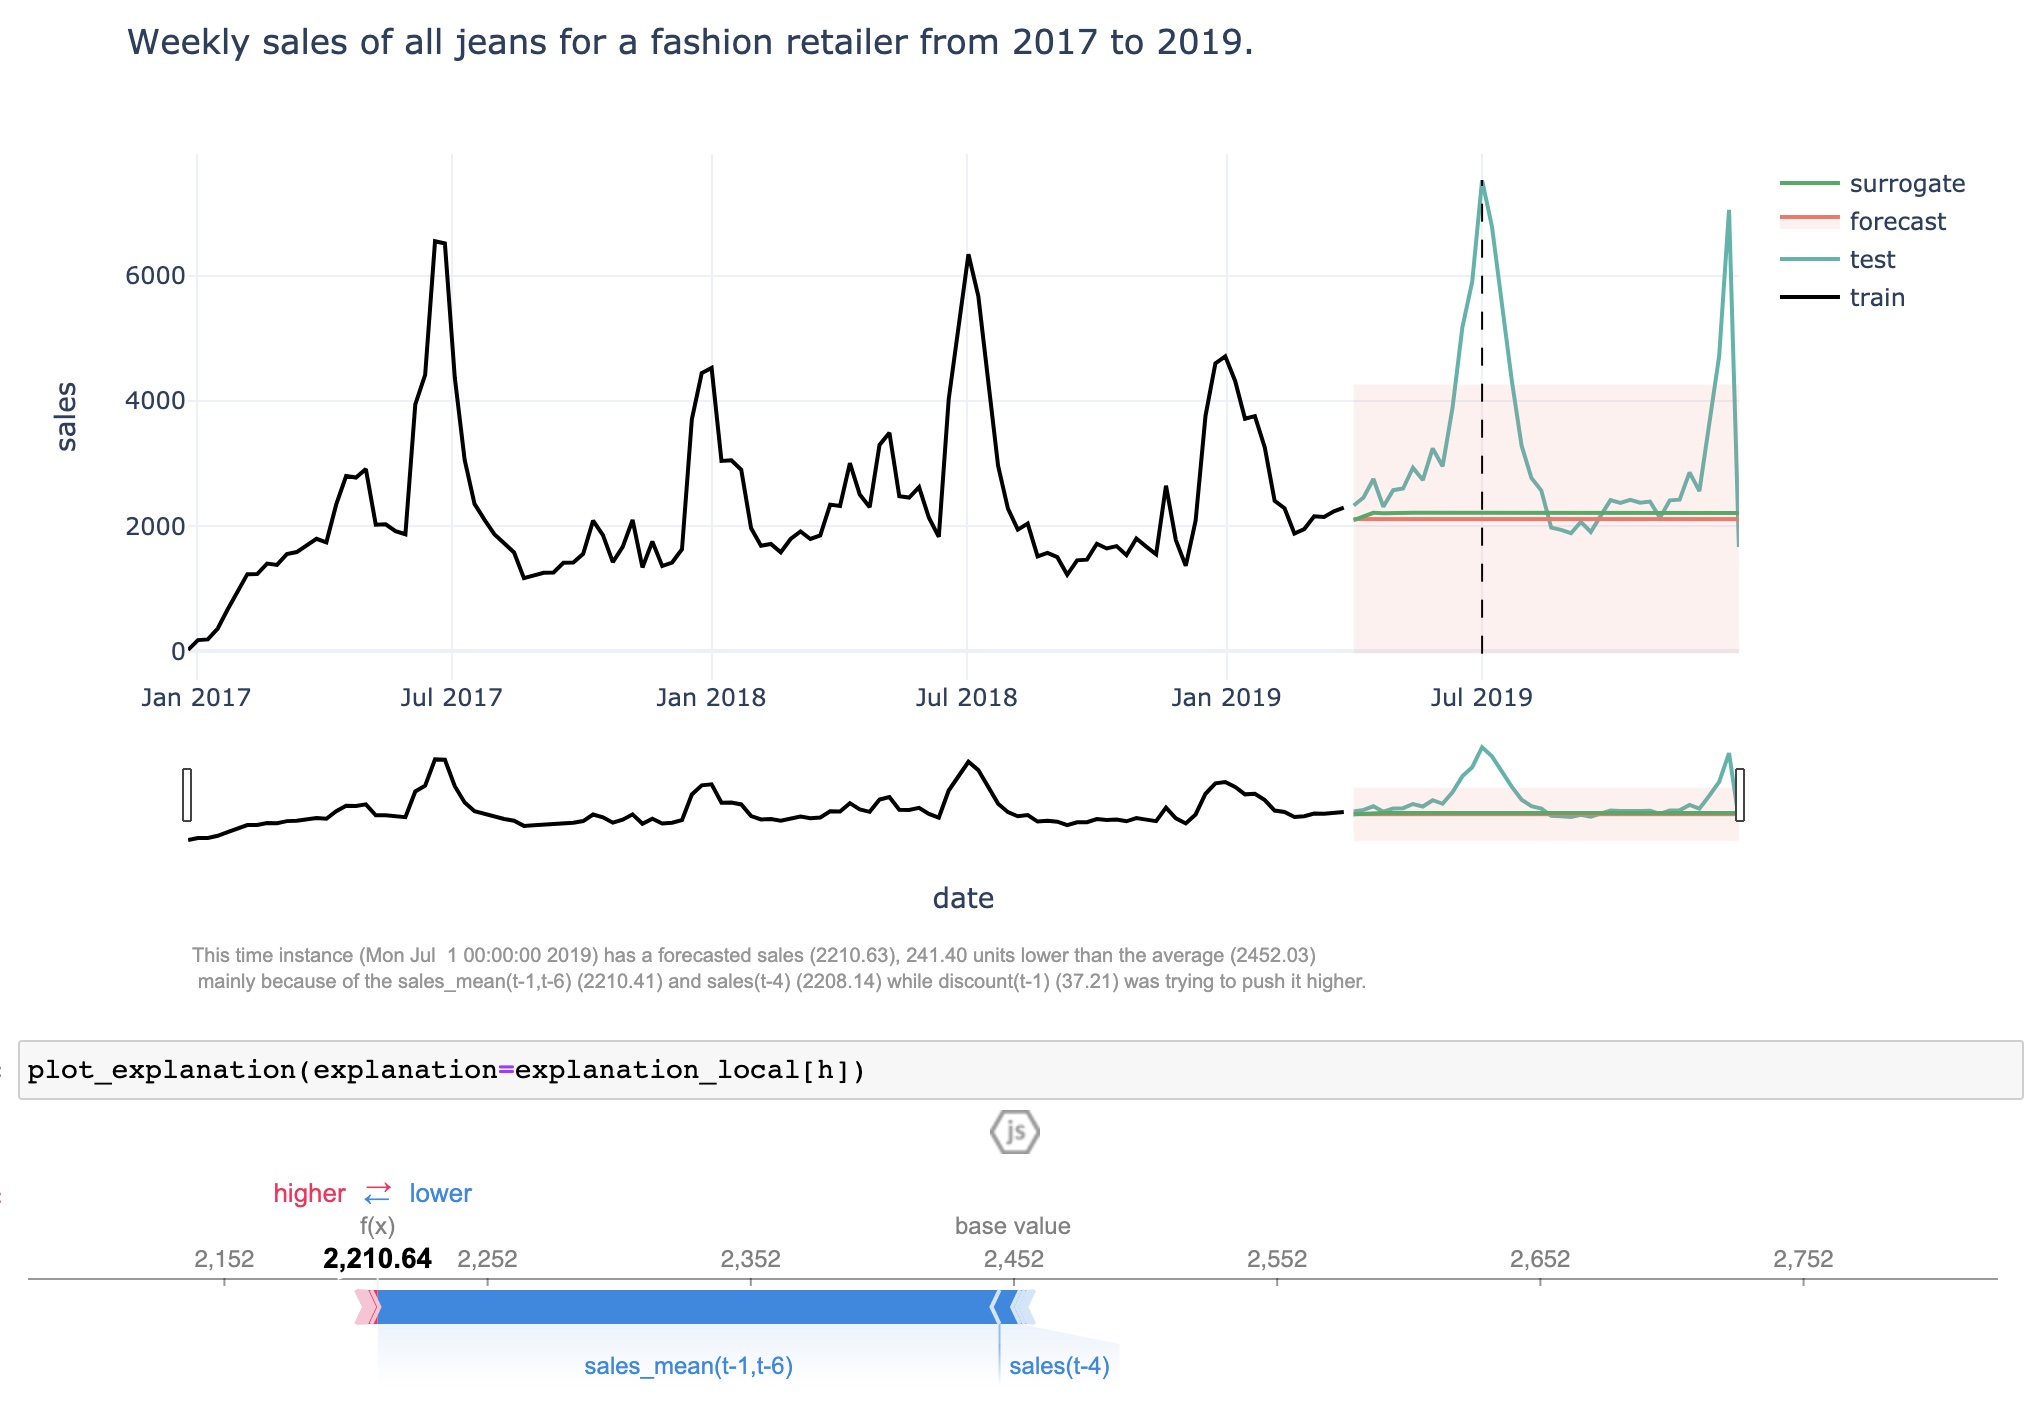 Weekly sales of all jeans for a fashion retailer from 2017 to 2019.
surrogate
forecast
test
train
sales
6000
4000
2000
0
Jan 2017 Jul 2017 Jan 2018 Jul 2018 Jan 2019 Jul 2019
date
This time instance (Mon Jul  1 00:00:00 2019) has a forecasted sales (2210.63), 241.40 units lower than the average (2452.03)
mainly because of the sales_mean(t-1,t-6) (2210.41) and sales(t-4) (2208.14) while discount(t-1) (37.21) was trying to push it higher.
plot_explanation(explanation=explanation_local[h])
js
higher ⇄ lower
f(x) base value
2,152 2,210.64 2,252 2,352 2,452 2,552 2,652 2,752
sales_mean(t-1,t-6) sales(t-4)